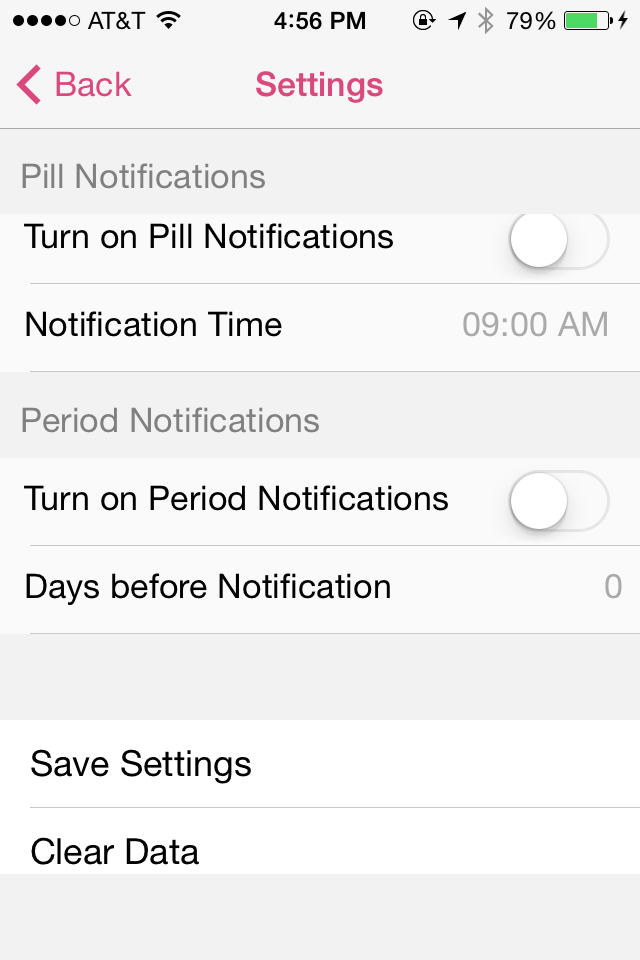 AT&T 4:56 PM 79%
Back Settings
Pill Notifications
Turn on Pill Notifications
Notification Time 09:00 AM
Period Notifications
Turn on Period Notifications
Days before Notification 0
Save Settings
Clear Data